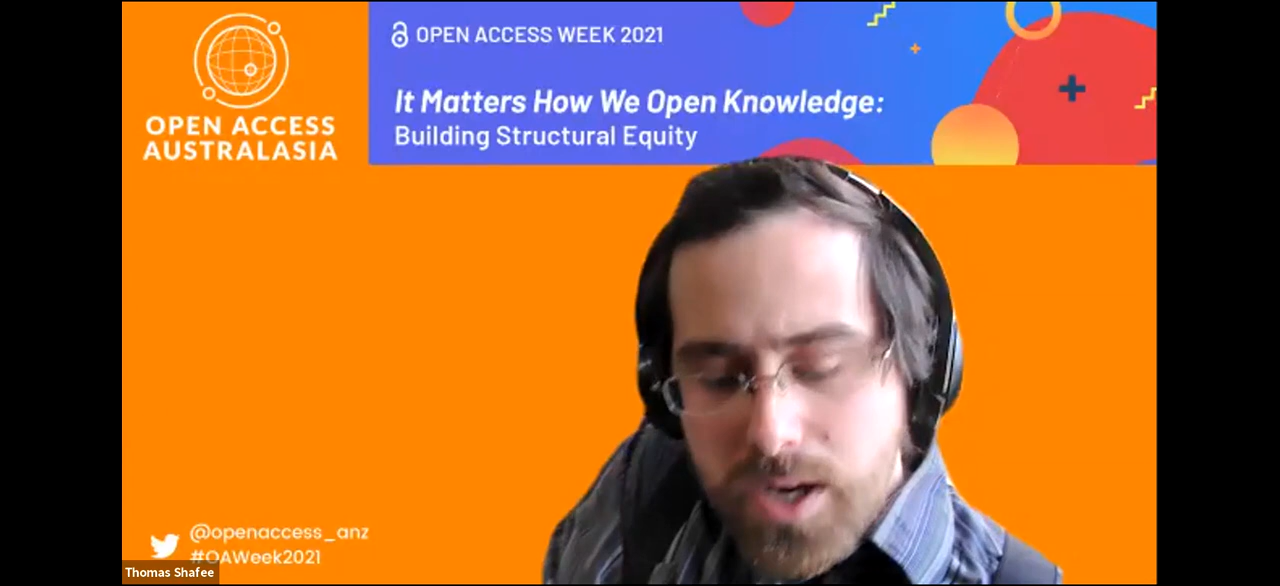 OPEN ACCESS
AUSTRALASIA
OPEN ACCESS WEEK 2021
It Matters How We Open Knowledge:
Building Structural Equity
@openaccess_anz
#OAWeek2021
Thomas Shafee